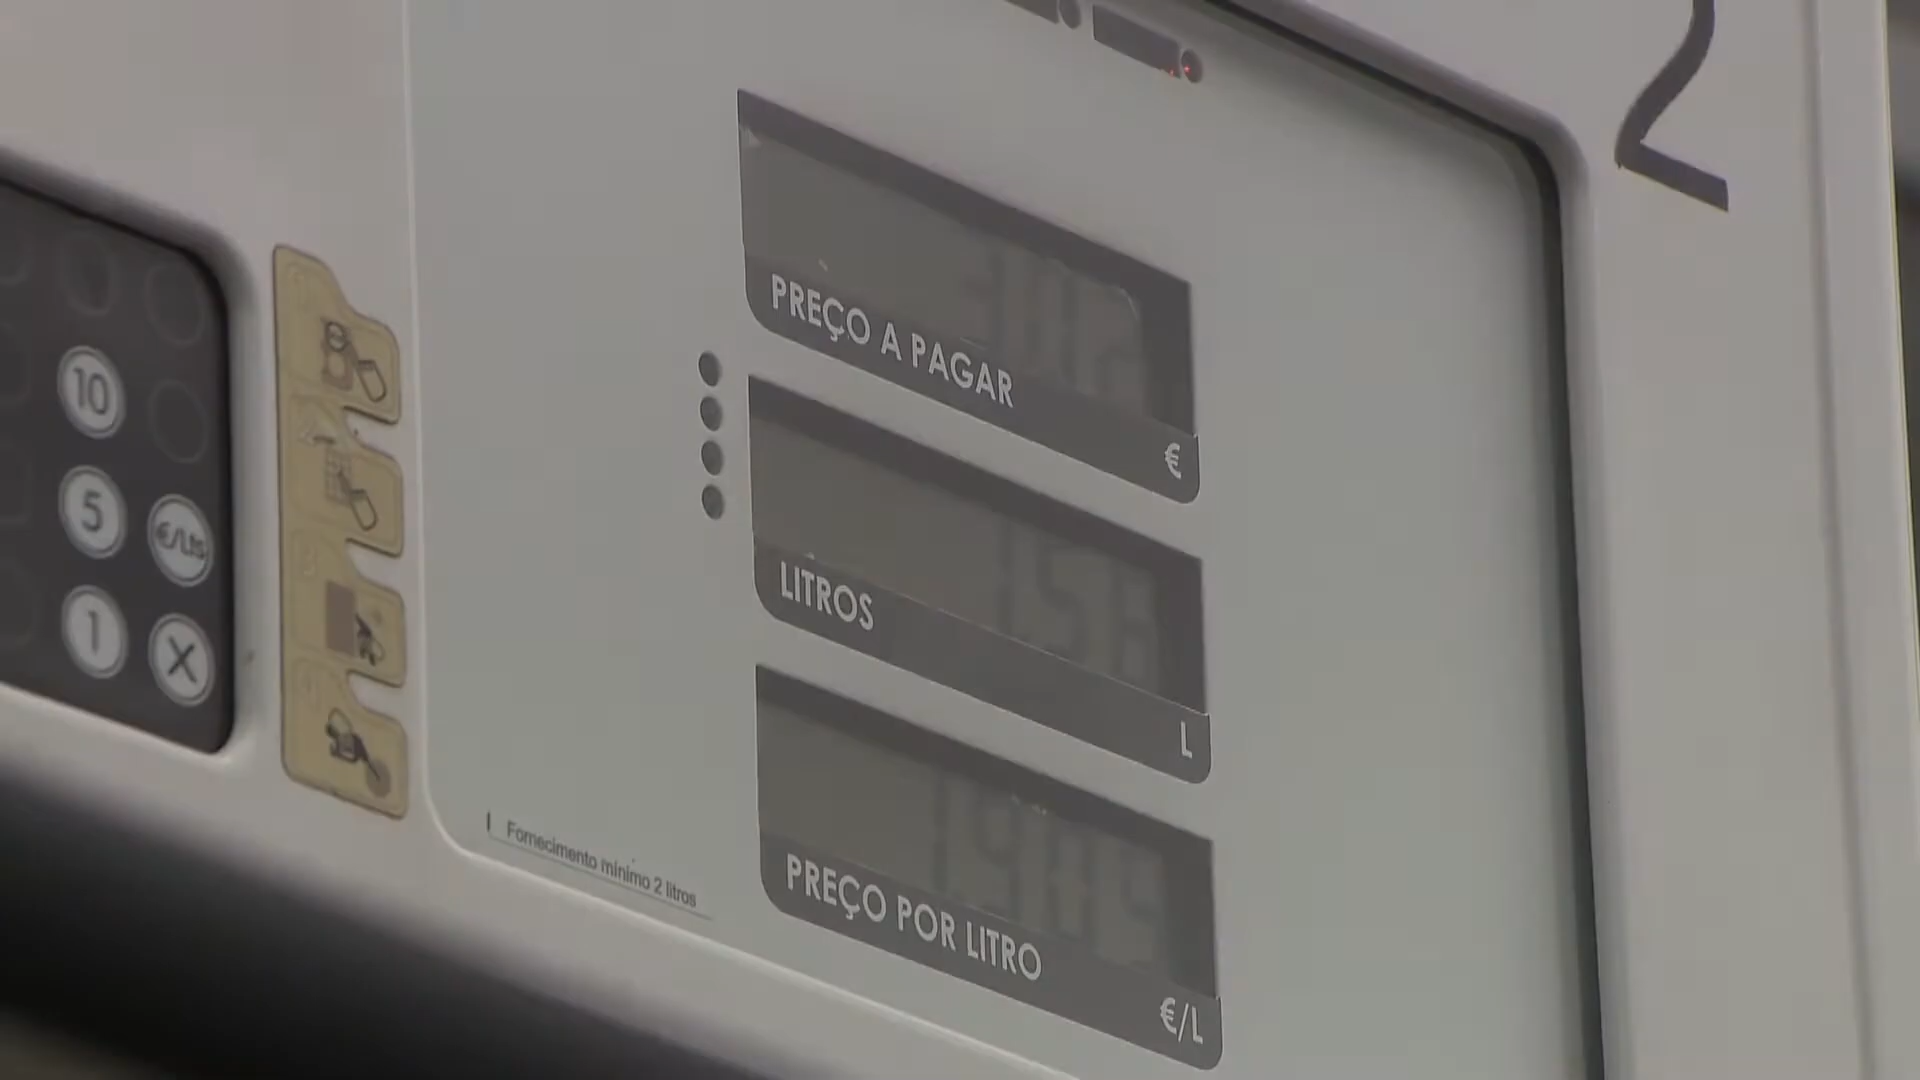 2
PREÇO A PAGAR
€
10
5
€/Lts
LITROS
1
X
L
PREÇO POR LITRO
€/L
Fornecimento mínimo 2 litros